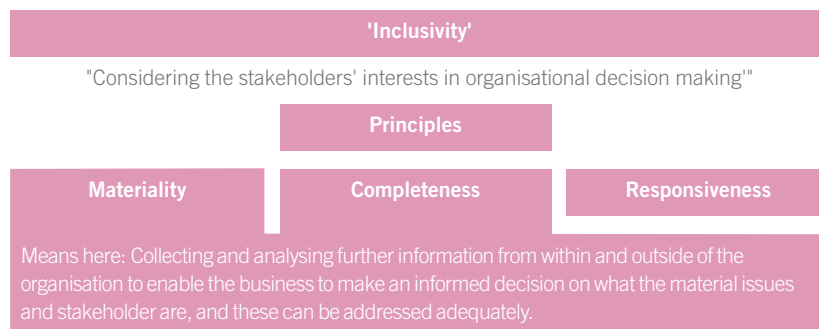 'Inclusivity'
"Considering the stakeholders' interests in organisational decision making'"
Principles
Materiality Completeness Responsiveness
Means here: Collecting and analysing further information from within and outside of the
organisation to enable the business to make an informed decision on what the material issues
and stakeholder are, and these can be addressed adequately.